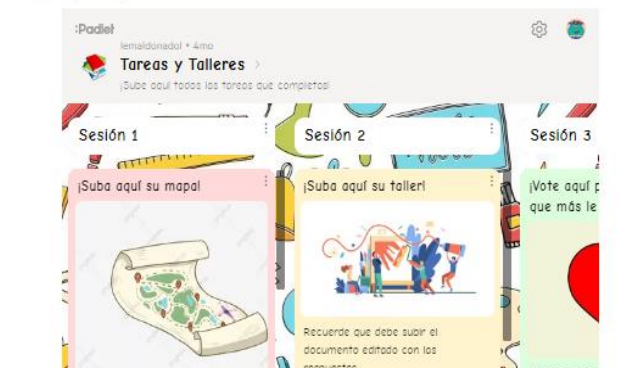 :Padlet
lemaldonadol • 4mo
Tareas y Talleres >
¡Sube aquí todas las tareas que completas!
Sesión 1
Sesión 2
Sesión 3
¡Suba aquí su mapa!
¡Suba aquí su taller!
¡Vote aquí p
que más le
Recuerde que debe subir el
documento editado con las
respuestas